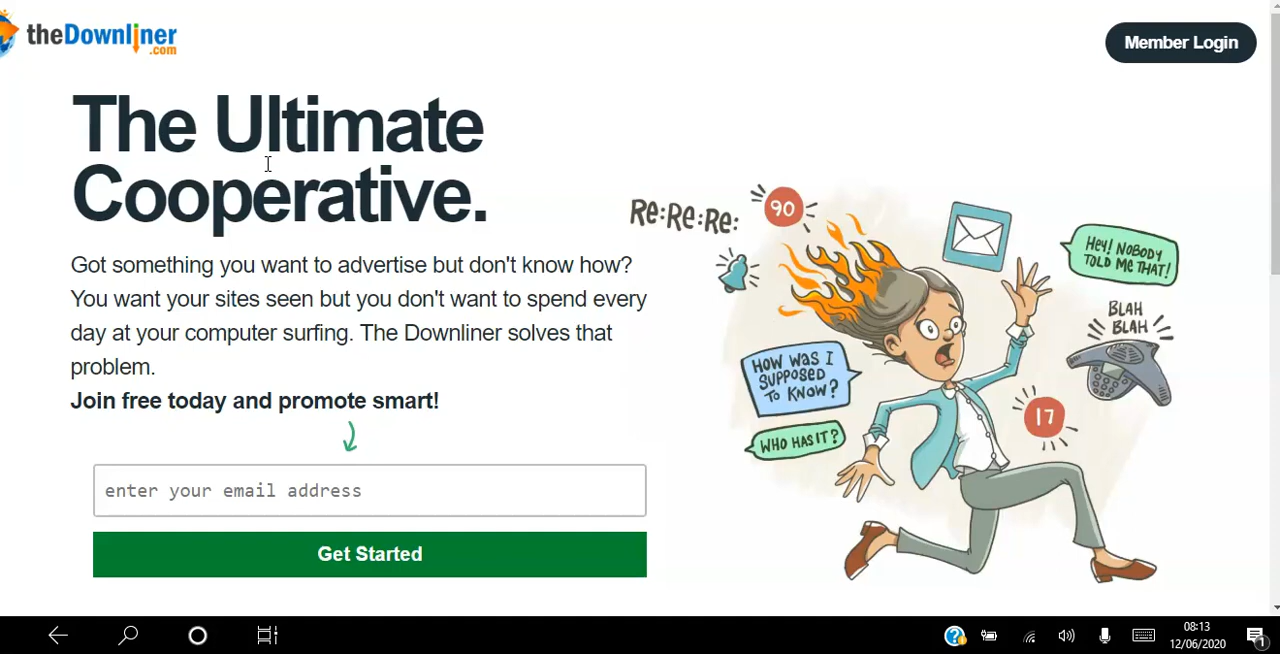 theDownliner
.com
Member Login
The Ultimate
Cooperative.
Got something you want to advertise but don't know how?
You want your sites seen but you don't want to spend every
day at your computer surfing. The Downliner solves that
problem.
Join free today and promote smart!
enter your email address
Get Started
Re:Re:Re:
90
HEY! NOBODY
TOLD ME THAT!
BLAH
BLAH
HOW WAS I
SUPPOSED
TO KNOW?
17
WHO HAS IT?
08:13
12/06/2020
1